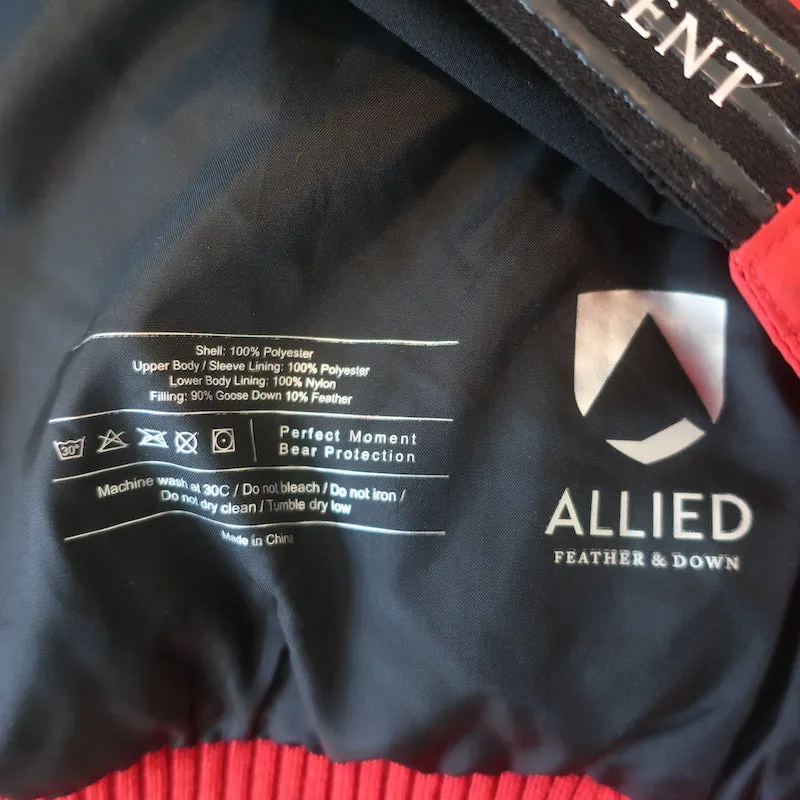 MENT
Shell: 100% Polyester
Upper Body / Sleeve Lining: 100% Polyester
Lower Body Lining: 100% Nylon
Filling: 90% Goose Down 10% Feather
30°
Perfect Moment
Bear Protection
Machine wash at 30C / Do not bleach / Do not iron /
Do not dry clean / Tumble dry low
Made in China
ALLIED
FEATHER & DOWN